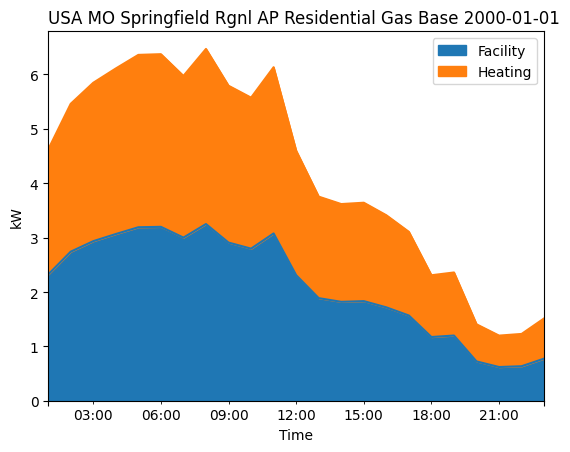 USA MO Springfield Rgnl AP Residential Gas Base 2000-01-01
Facility
Heating
6
5
4
3
2
1
0
kW
03:00 06:00 09:00 12:00 15:00 18:00 21:00
Time